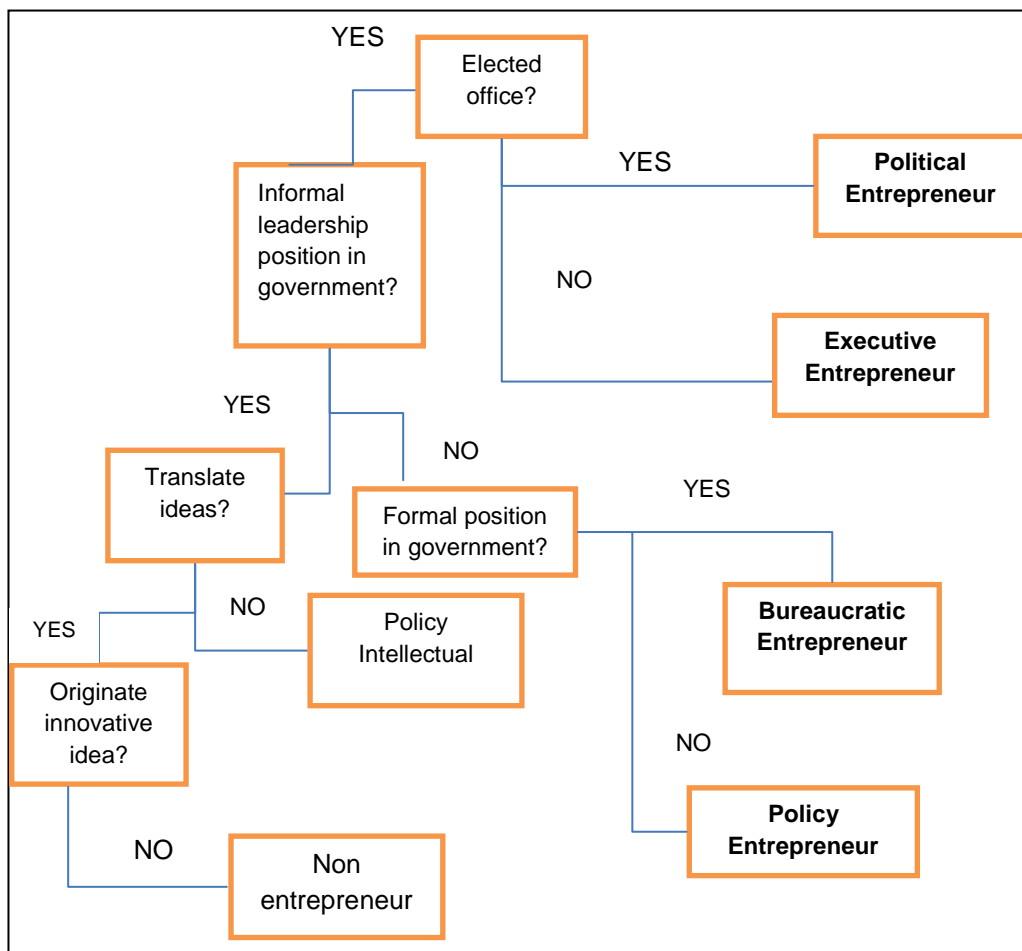 YES
Elected
office?
YES
Political
Entrepreneur
Informal
leadership
position in
government?
NO
Executive
Entrepreneur
YES
NO
Translate
ideas?
YES
Formal position
in government?
NO
Policy
Intellectual
Bureaucratic
Entrepreneur
YES
Originate
innovative
idea?
NO
Policy
Entrepreneur
NO
Non
entrepreneur